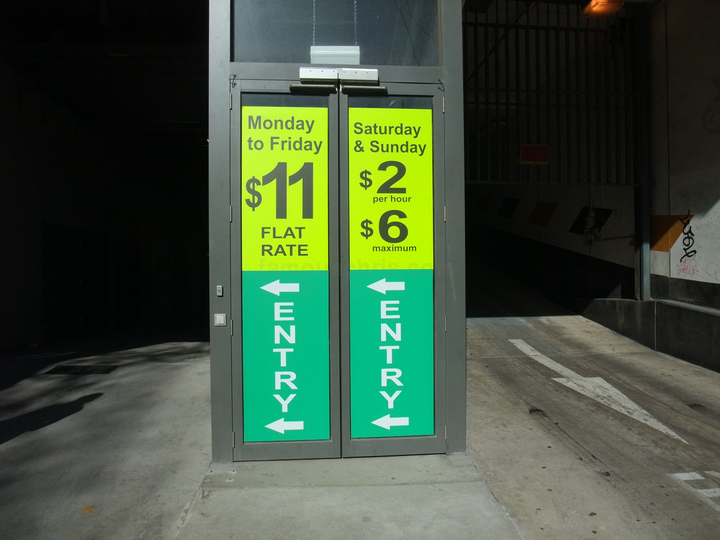 Monday
to Friday
$11
FLAT
RATE
ENTRY
Saturday
& Sunday
$2
per hour
$6
maximum
ENTRY